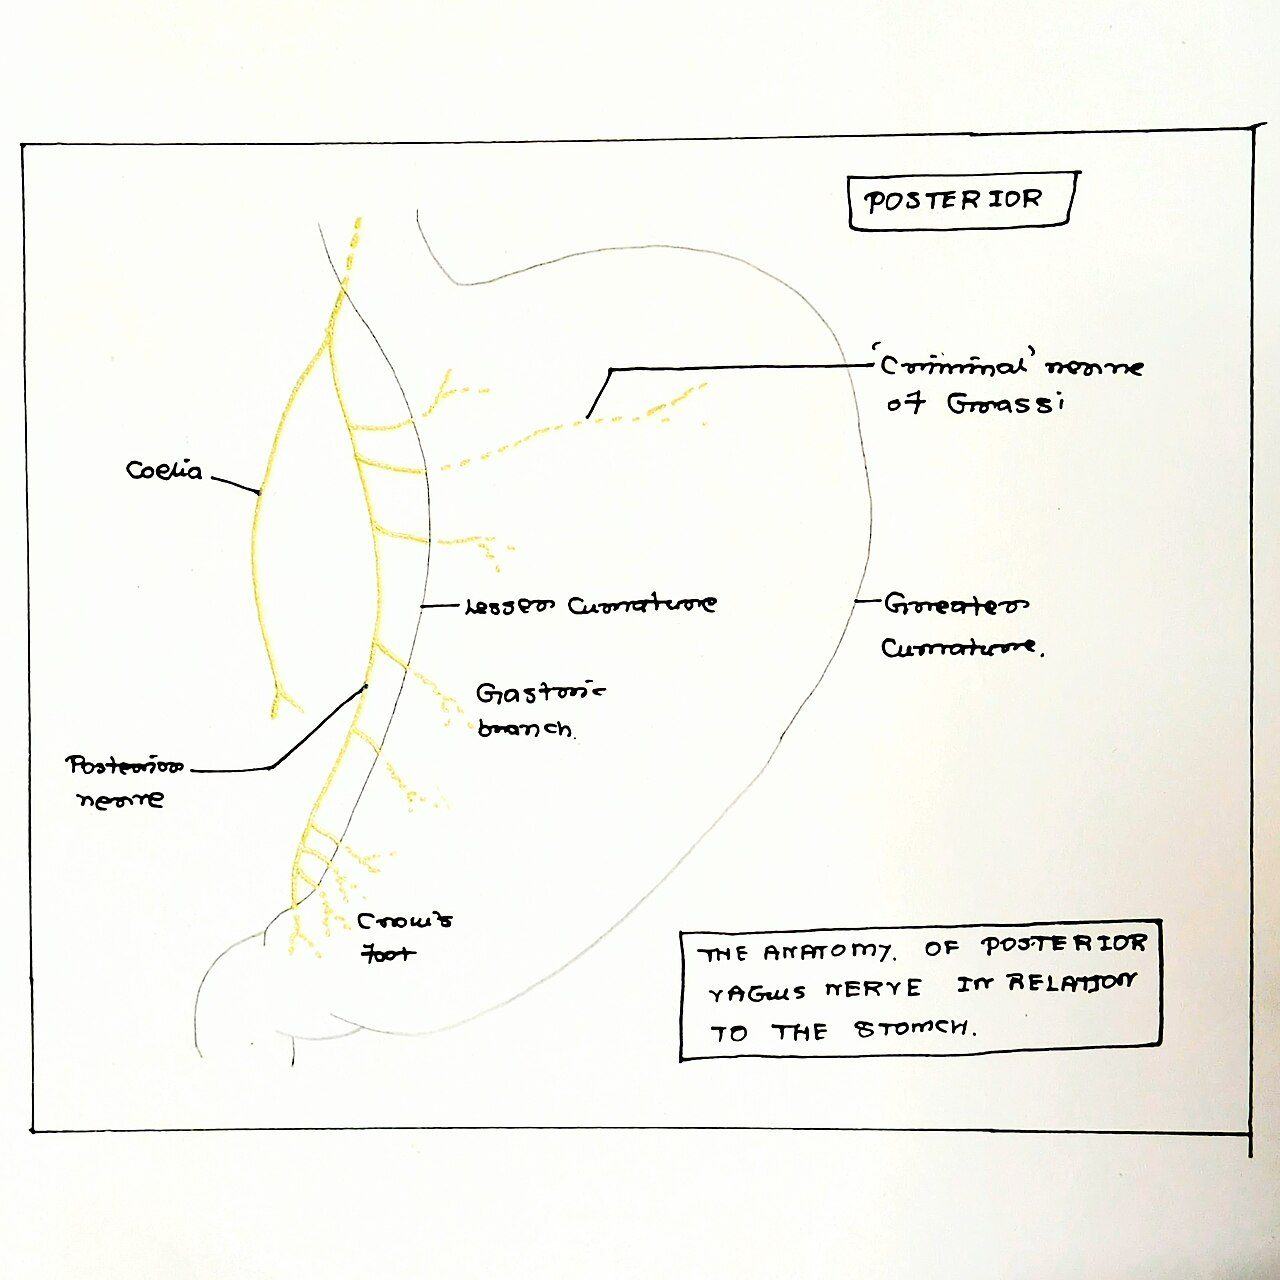 POSTERIOR
'Criminal' nerve
of Grassi
Coelia
Lesser Curvature
Greater
Curvature.
Gastric
branch.
Posterior
nerve
Crow's
foot
THE ANATOMY. OF POSTERIOR
VAGUS NERVE IN RELATION
TO THE STOMCH.